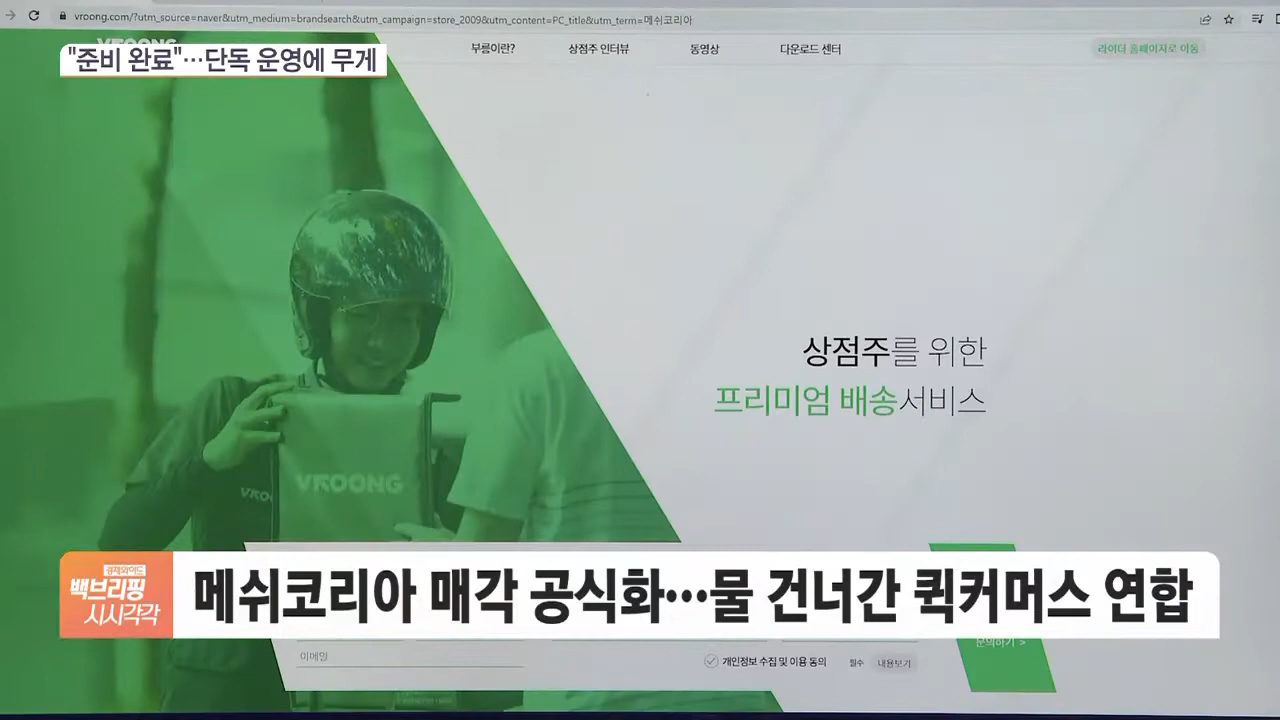 vroong.com/?utm_source=naver&utm_medium=brandsearch&utm_campaign=store_2009&utm_content=PC_title&utm_term=메쉬코리아
VROONG
"준비 완료"…단독 운영에 무게
부릉이란?
상점주 인터뷰
동영상
다운로드 센터
라이더 홈페이지로 이동
상점주를 위한
프리미엄 배송서비스
VROONG
VROONG
경제와이드
백브리핑
시시각각
메쉬코리아 매각 공식화…물 건너간 퀵커머스 연합
문의하기 >
이메일
개인정보 수집 및 이용 동의
필수
내용보기